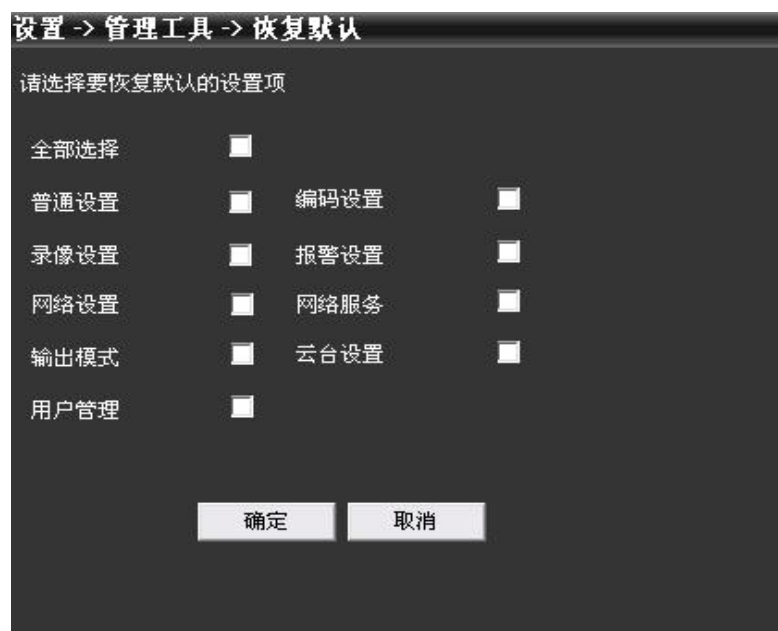 设置 -> 管理工具 -> 恢复默认
请选择要恢复默认的设置项
全部选择
普通设置 编码设置
录像设置 报警设置
网络设置 网络服务
输出模式 云台设置
用户管理
确定 取消